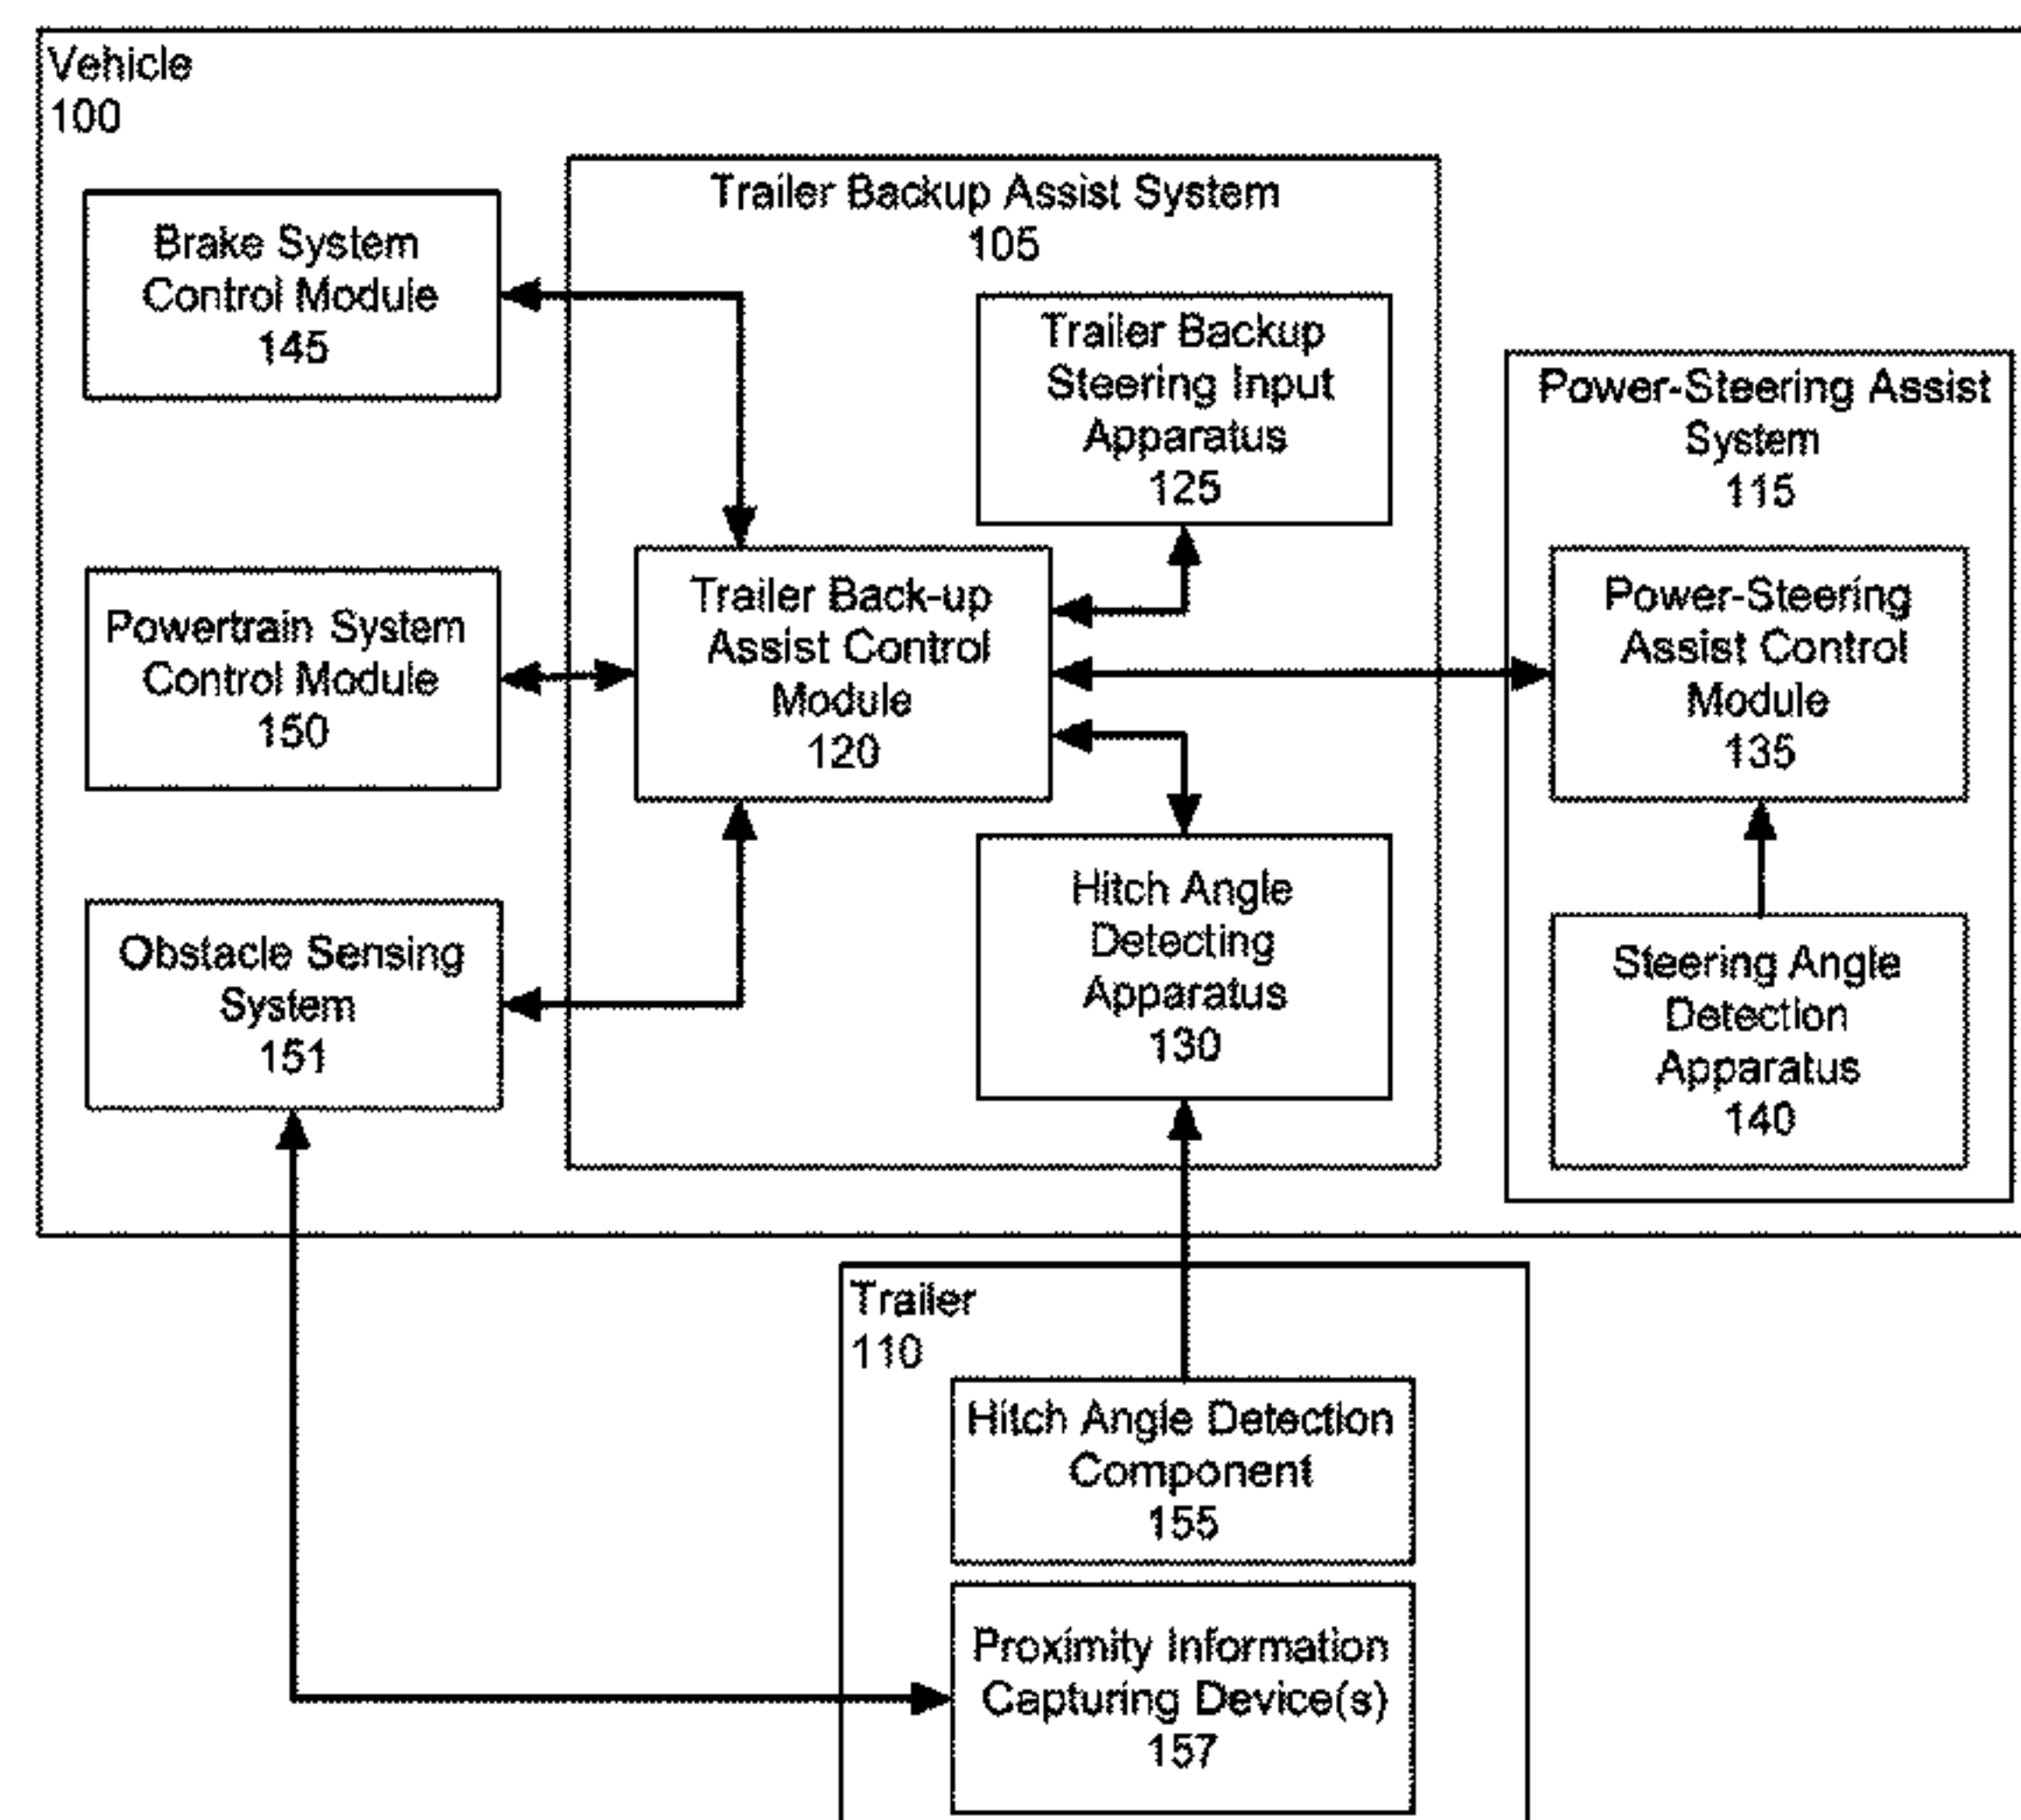 Vehicle
100
Trailer Backup Assist System
105
Brake System
Control Module
145
Trailer Backup
Steering Input
Apparatus
125
Power-Steering Assist
System
115
Powertrain System
Control Module
150
Trailer Back-up
Assist Control
Module
120
Power-Steering
Assist Control
Module
135
Obstacle Sensing
System
151
Hitch Angle
Detecting
Apparatus
130
Steering Angle
Detection
Apparatus
140
Trailer
110
Hitch Angle Detection
Component
155
Proximity Information
Capturing Device(s)
157